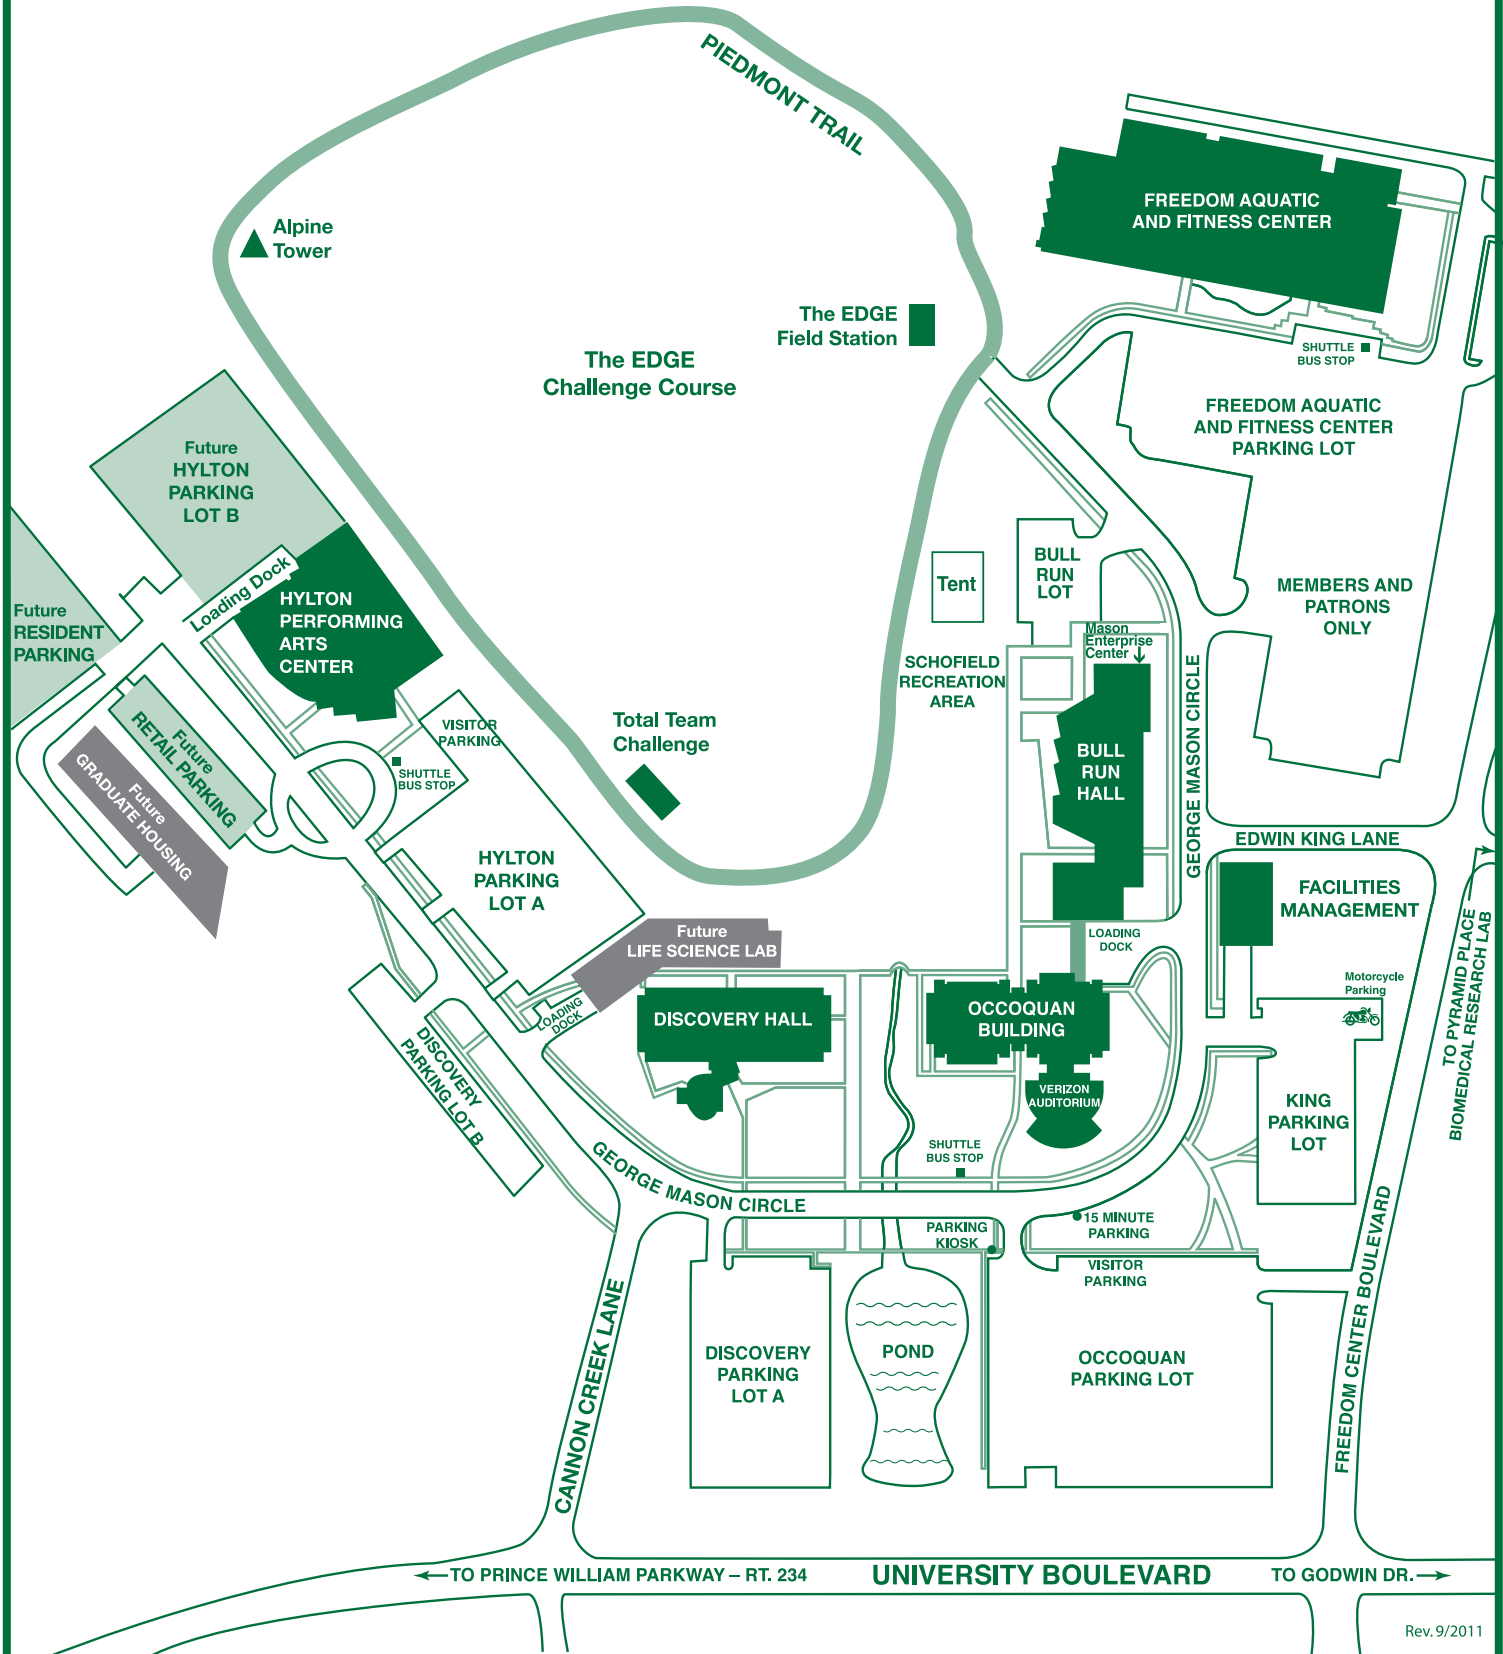 PIEDMONT TRAIL
Alpine
Tower
FREEDOM AQUATIC
AND FITNESS CENTER
The EDGE
Field Station
SHUTTLE
BUS STOP
The EDGE
Challenge Course
FREEDOM AQUATIC
AND FITNESS CENTER
PARKING LOT
Future
HYLTON
PARKING
LOT B
BULL
RUN
LOT
Tent
MEMBERS AND
PATRONS
ONLY
Loading Dock
Future
RESIDENT
PARKING
HYLTON
PERFORMING
ARTS
CENTER
Mason
Enterprise
Center
SCHOFIELD
RECREATION
AREA
GEORGE MASON CIRCLE
Future
RETAIL PARKING
VISITOR
PARKING
Total Team
Challenge
SHUTTLE
BUS STOP
BULL
RUN
HALL
Future
GRADUATE HOUSING
EDWIN KING LANE
HYLTON
PARKING
LOT A
FACILITIES
MANAGEMENT
Future
LIFE SCIENCE LAB
LOADING
DOCK
TO PYRAMID PLACE
BIOMEDICAL RESEARCH LAB
Motorcycle
Parking
LOADING
DOCK
DISCOVERY HALL
OCCOQUAN
BUILDING
DISCOVERY
PARKING LOT B
VERIZON
AUDITORIUM
KING
PARKING
LOT
SHUTTLE
BUS STOP
GEORGE MASON CIRCLE
15 MINUTE
PARKING
PARKING
KIOSK
VISITOR
PARKING
FREEDOM CENTER BOULEVARD
CANNON CREEK LANE
DISCOVERY
PARKING
LOT A
POND
OCCOQUAN
PARKING LOT
TO PRINCE WILLIAM PARKWAY – RT. 234
UNIVERSITY BOULEVARD
TO GODWIN DR.
Rev. 9/2011